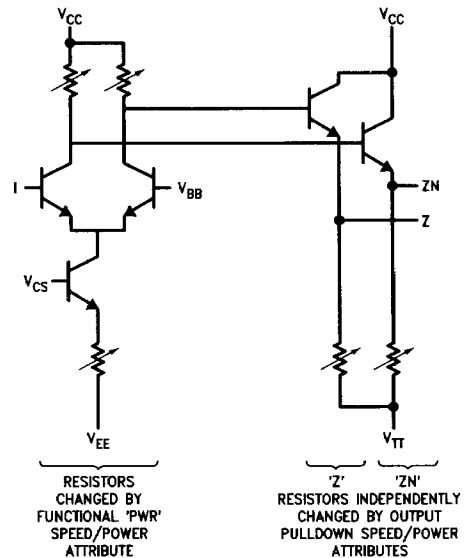 VCC
VCC
I
VBB
ZN
Z
VCS
VEE
VTT
RESISTORS
CHANGED BY
FUNCTIONAL 'PWR'
SPEED/POWER
ATTRIBUTE
'Z' 'ZN'
RESISTORS INDEPENDENTLY
CHANGED BY OUTPUT
PULLDOWN SPEED/POWER
ATTRIBUTES